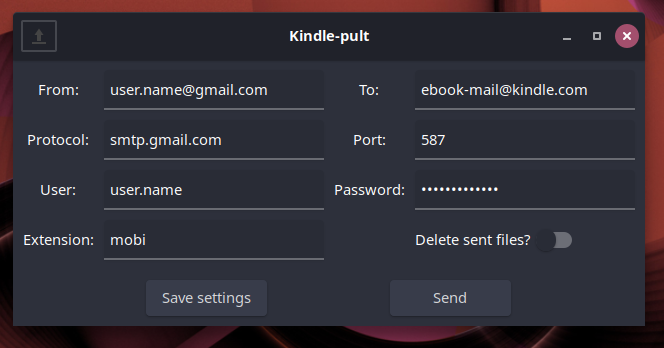 Kindle-pult
From: user.name@gmail.com To: ebook-mail@kindle.com
Protocol: smtp.gmail.com Port: 587
User: user.name Password: •••••••••••••
Extension: mobi Delete sent files?
Save settings Send